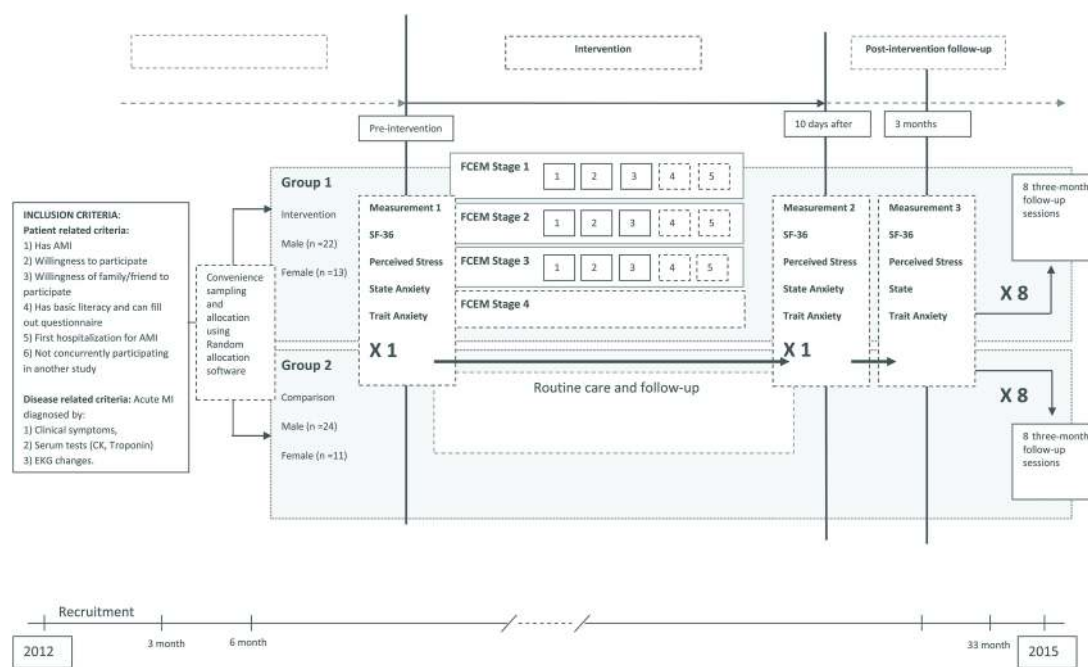 Intervention
Post-intervention follow-up
Pre-intervention
10 days after
3 months
INCLUSION CRITERIA:
Patient related criteria:
1) Has AMI
2) Willingness to participate
3) Willingness of family/friend to
participate
4) Has basic literacy and can fill
out questionnaire
5) First hospitalization for AMI
6) Not concurrently participating
in another study
Disease related criteria: Acute MI
diagnosed by:
1) Clinical symptoms,
2) Serum tests (CK, Troponin)
3) EKG changes.
Convenience
sampling
and
allocation
using
Random
allocation
software
Group 1
Intervention
Male (n =22)
Female (n =13)
Group 2
Comparison
Male (n =24)
Female (n =11)
Measurement 1
SF-36
Perceived Stress
State Anxiety
Trait Anxiety
X 1
FCEM Stage 1
1 2 3 4 5
FCEM Stage 2
1 2 3 4 5
FCEM Stage 3
1 2 3 4 5
FCEM Stage 4
Routine care and follow-up
Measurement 2
SF-36
Perceived Stress
State Anxiety
Trait Anxiety
X 1
Measurement 3
SF-36
Perceived Stress
State
Trait Anxiety
X 8
8 three-month
follow-up
sessions
X 8
8 three-month
follow-up
sessions
Recruitment
2012
3 month
6 month
33 month
2015